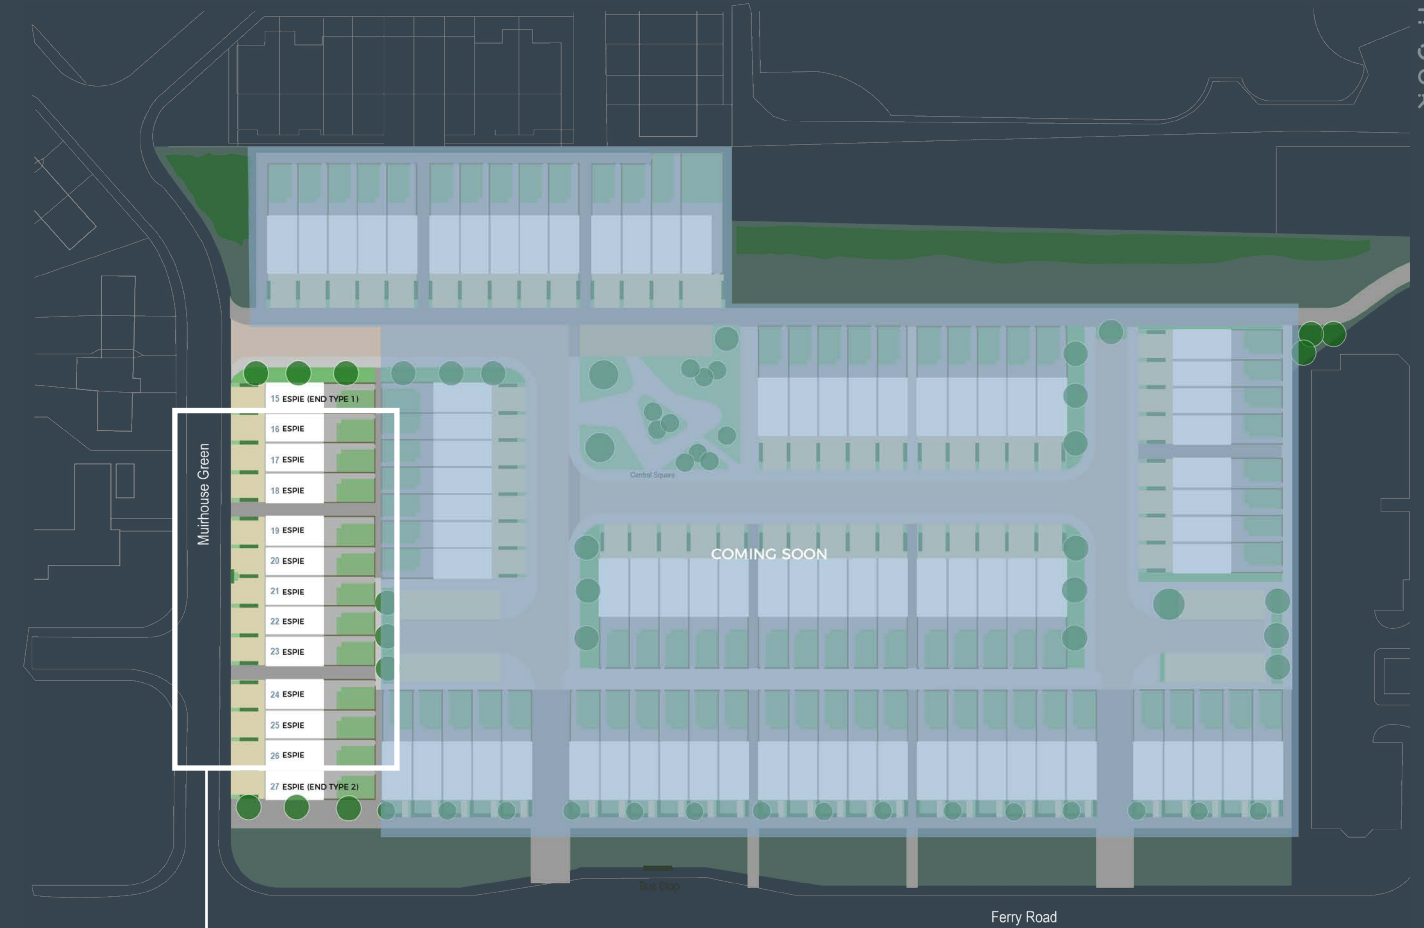 15 ESPIE (END TYPE 1)
16 ESPIE
17 ESPIE
18 ESPIE
Muirhouse Green
Central Square
19 ESPIE
20 ESPIE
COMING SOON
21 ESPIE
22 ESPIE
23 ESPIE
24 ESPIE
25 ESPIE
26 ESPIE
27 ESPIE (END TYPE 2)
Bus Stop
Ferry Road